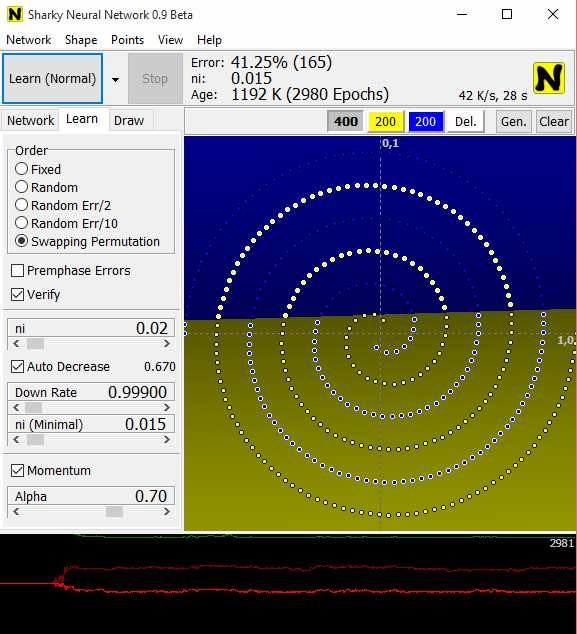 Sharky Neural Network 0.9 Beta
Network Shape Points View Help
Learn (Normal)
Stop
Error: 41.25% (165)
ni: 0.015
Age: 1192 K (2980 Epochs)
42 K/s, 28 s
N
Network Learn Draw
400 200 200 Del. Gen. Clear
Order
Fixed
Random
Random Err/2
Random Err/10
Swapping Permutation
Premphase Errors
Verify
ni 0.02
Auto Decrease 0.670
Down Rate 0.99900
ni (Minimal) 0.015
Momentum
Alpha 0.70
0,1
1,0
2981